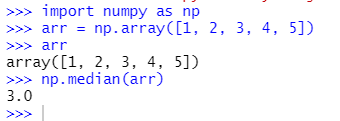 >>> import numpy as np
>>> arr = np.array([1, 2, 3, 4, 5])
>>> arr
array([1, 2, 3, 4, 5])
>>> np.median(arr)
3.0
>>>